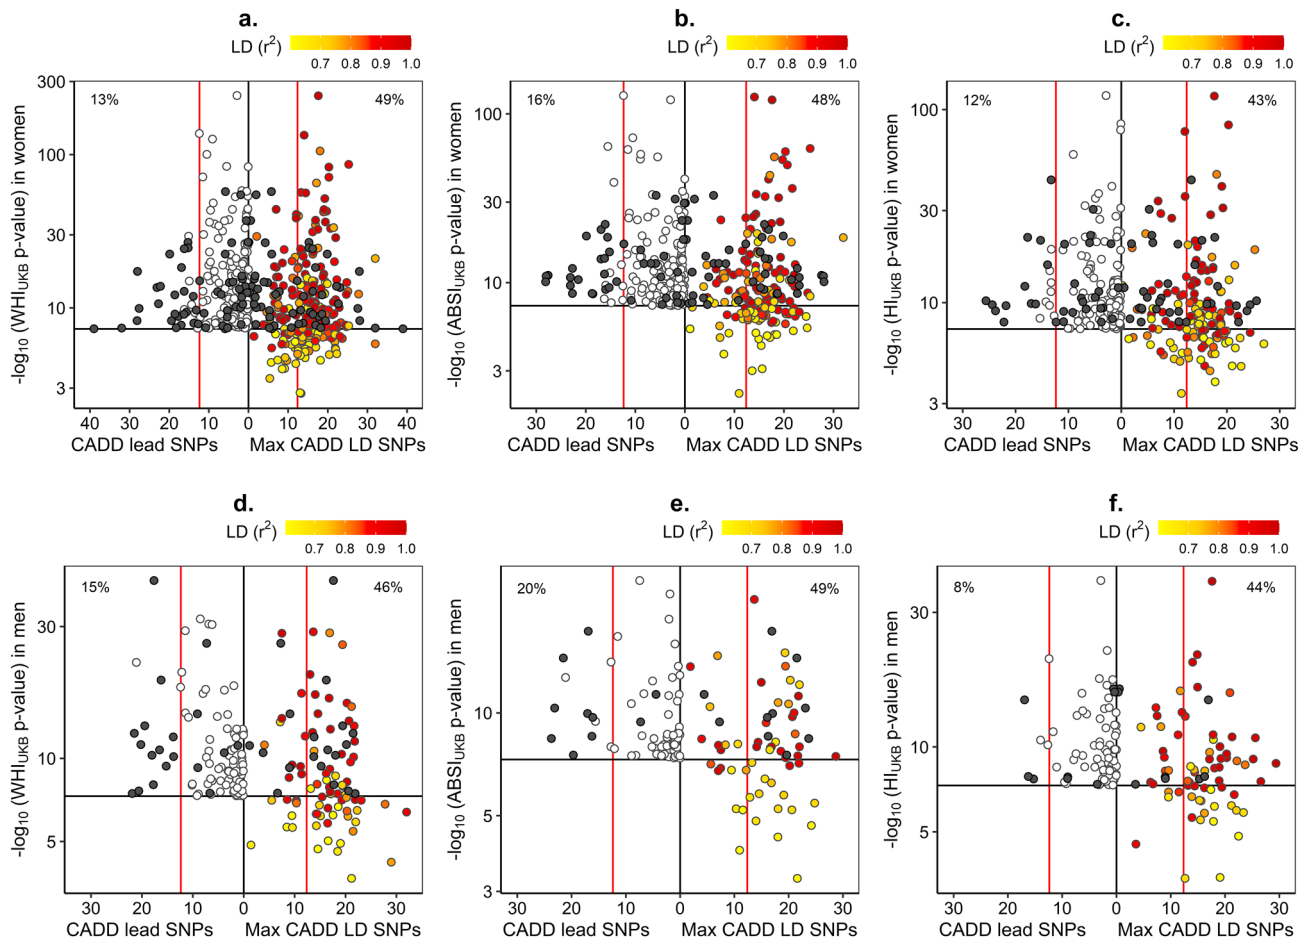 a.
LD (r2)
0.7 0.8 0.9 1.0
13% 49%
300
100
30
10
3
-log10 (WHIUKB p-value) in women
40 30 20 10 0 10 20 30 40
CADD lead SNPs Max CADD LD SNPs
b.
LD (r2)
0.7 0.8 0.9 1.0
16% 48%
100
30
10
3
-log10 (ABSIUKB p-value) in women
30 20 10 0 10 20 30
CADD lead SNPs Max CADD LD SNPs
c.
LD (r2)
0.7 0.8 0.9 1.0
12% 43%
100
30
10
3
-log10 (HIUKB p-value) in women
30 20 10 0 10 20 30
CADD lead SNPs Max CADD LD SNPs
d.
LD (r2)
0.7 0.8 0.9 1.0
15% 46%
30
10
5
-log10 (WHIUKB p-value) in men
30 20 10 0 10 20 30
CADD lead SNPs Max CADD LD SNPs
e.
LD (r2)
0.7 0.8 0.9 1.0
20% 49%
10
5
3
-log10 (ABSIUKB p-value) in men
30 20 10 0 10 20 30
CADD lead SNPs Max CADD LD SNPs
f.
LD (r2)
0.7 0.8 0.9 1.0
8% 44%
30
10
5
-log10 (HIUKB p-value) in men
30 20 10 0 10 20 30
CADD lead SNPs Max CADD LD SNPs